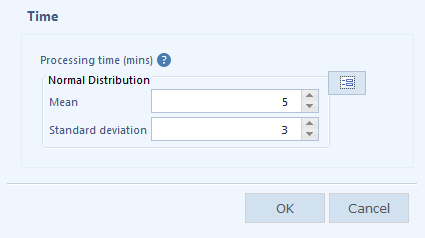 Time
Processing time (mins) ?
Normal Distribution
Mean 5
Standard deviation 3
OK Cancel